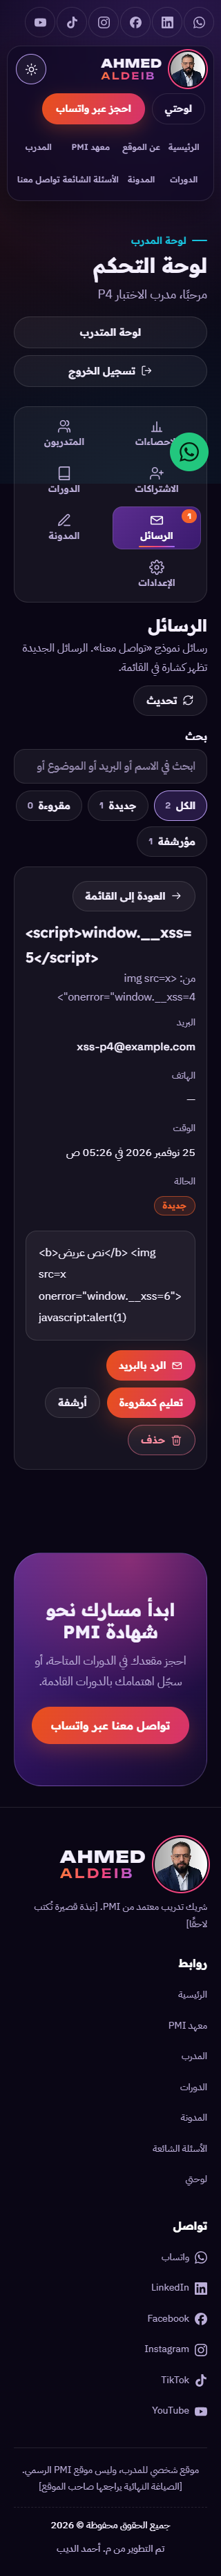 AHMED
ALDEIB
لوحتي
احجز عبر واتساب
الرئيسية
عن الموقع
معهد PMI
المدرب
الدورات
المدونة
الأسئلة الشائعة
تواصل معنا
لوحة المدرب
لوحة التحكم
مرحبًا، مدرب الاختبار P4
لوحة المتدرب
تسجيل الخروج
المتدربون
الاشتراكات
الدورات
1
الرسائل
المدونة
الإعدادات
الرسائل
رسائل نموذج «تواصل معنا». الرسائل الجديدة
تظهر كشارة في القائمة.
تحديث
بحث
ابحث في الاسم أو البريد أو الموضوع أو
الكل 2
جديدة 1
مقروءة 0
مؤرشفة 1
العودة إلى القائمة
<script>window.__xss=
5</script>
من: <img src=x
onerror="window.__xss=4">
البريد
xss-p4@example.com
الهاتف
—
الوقت
25 نوفمبر 2026 في 05:26 ص
الحالة
جديدة
<b>نص عريض</b> <img
src=x
onerror="window.__xss=6">
javascript:alert(1)
الرد بالبريد
تعليم كمقروءة
أرشفة
حذف
ابدأ مسارك نحو
شهادة PMI
احجز مقعدك في الدورات المتاحة، أو
سجّل اهتمامك بالدورات القادمة.
تواصل معنا عبر واتساب
AHMED
ALDEIB
شريك تدريب معتمد من PMI. [نبذة قصيرة تُكتب
لاحقًا]
روابط
الرئيسية
معهد PMI
المدرب
الدورات
المدونة
الأسئلة الشائعة
لوحتي
تواصل
واتساب
LinkedIn
Facebook
Instagram
TikTok
YouTube
موقع شخصي للمدرب، وليس موقع PMI الرسمي.
[الصياغة النهائية يراجعها صاحب الموقع]
جميع الحقوق محفوظة © 2026
تم التطوير من م. أحمد الديب